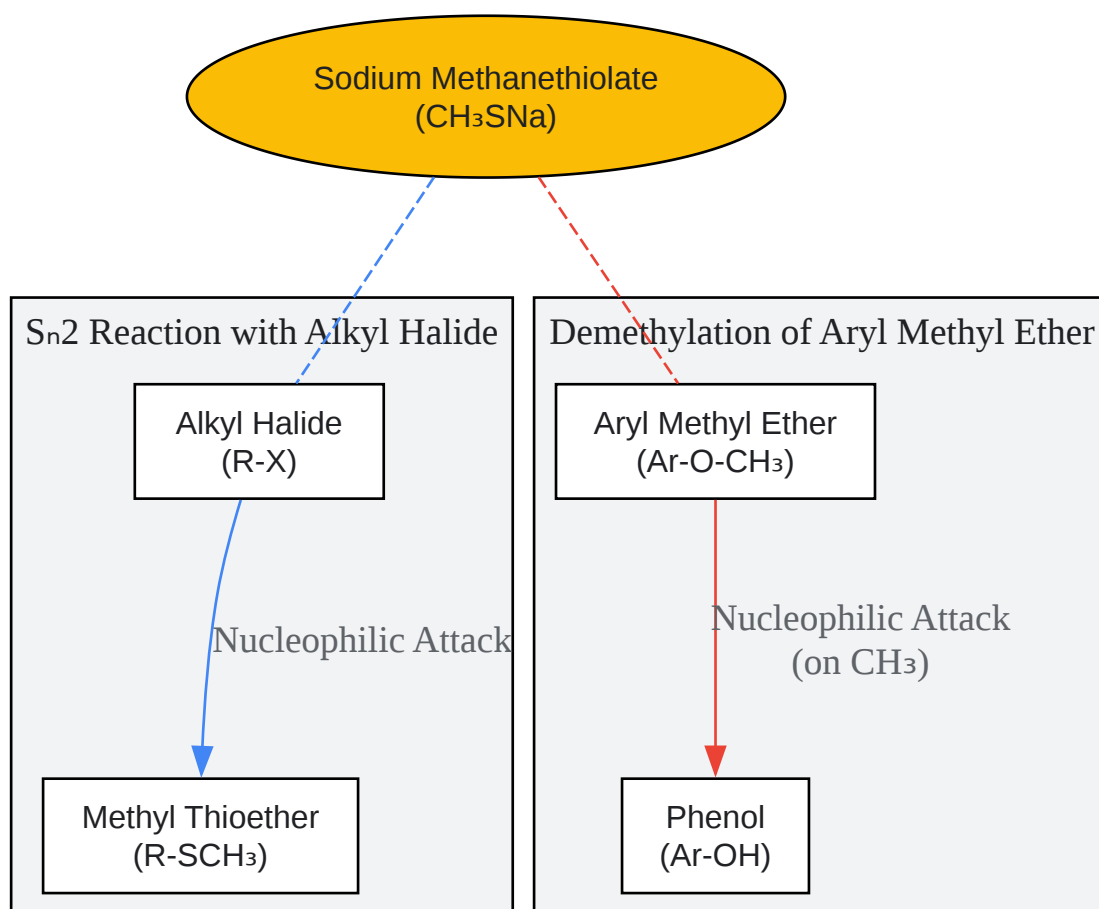 Sodium Methanethiolate
(CH₃SNa)
Sₙ2 Reaction with Alkyl Halide
Alkyl Halide
(R-X)
Nucleophilic Attack
Methyl Thioether
(R-SCH₃)
Demethylation of Aryl Methyl Ether
Aryl Methyl Ether
(Ar-O-CH₃)
Nucleophilic Attack
(on CH₃)
Phenol
(Ar-OH)